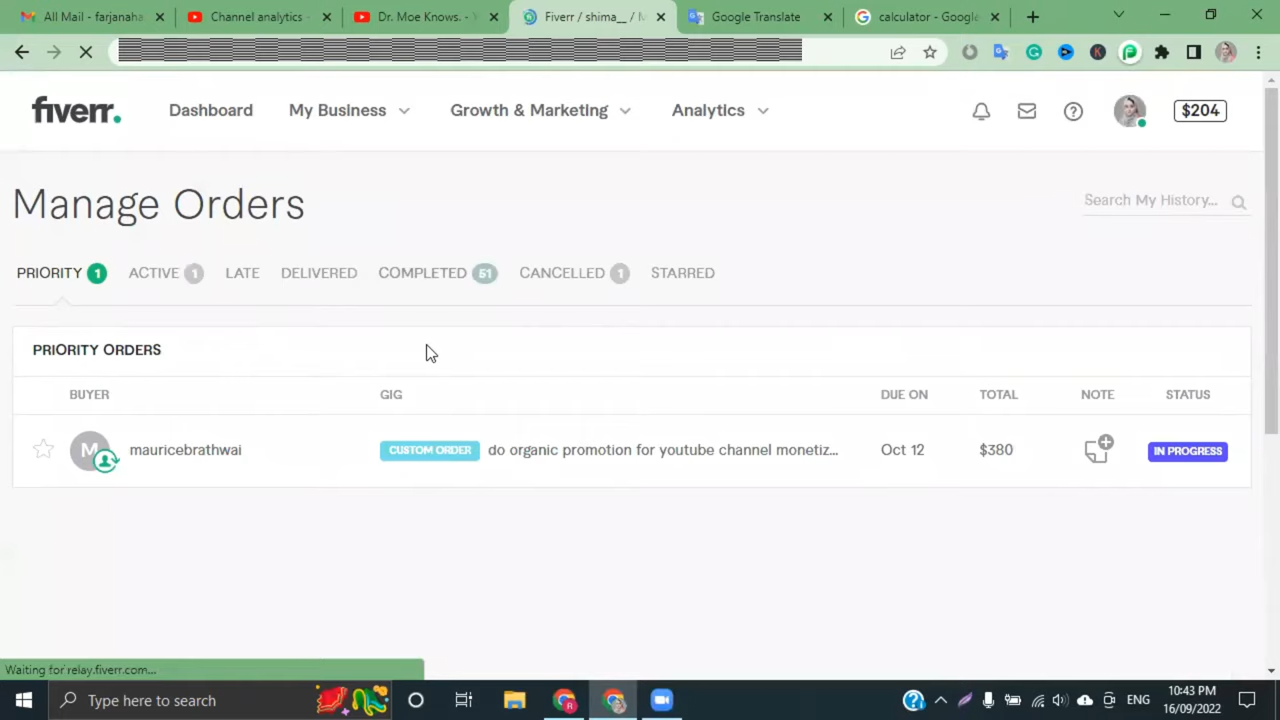 All Mail - farjanaha
Channel analytics -
Dr. Moe Knows. - Y
Fiverr / shima__ / M
Google Translate
calculator - Google
fiverr.
Dashboard
My Business
Growth & Marketing
Analytics
$204
Manage Orders
Search My History...
PRIORITY 1
ACTIVE 1
LATE
DELIVERED
COMPLETED 51
CANCELLED 1
STARRED
PRIORITY ORDERS
BUYER
GIG
DUE ON
TOTAL
NOTE
STATUS
M
mauricebrathwai
CUSTOM ORDER
do organic promotion for youtube channel monetiz...
Oct 12
$380
IN PROGRESS
Waiting for relay.fiverr.com...
Type here to search
ENG
10:43 PM
16/09/2022